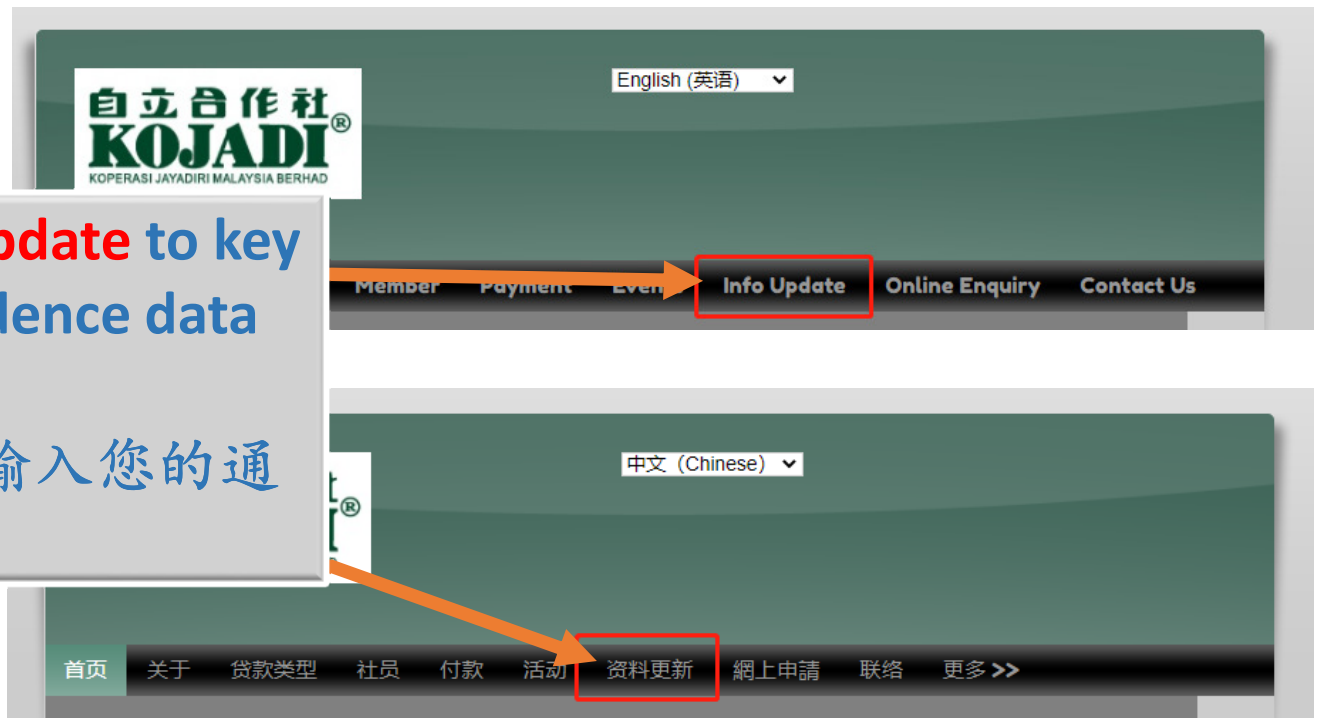 English (英语)
自立合作社
KOJADI®
KOPERASI JAYADIRI MALAYSIA BERHAD
pdate to key
dence data
输入您的通
Member Payment Info Update Online Enquiry Contact Us
中文 (Chinese)
®
首页 关于 贷款类型 社员 付款 活动 资料更新 網上申請 联络 更多 >>